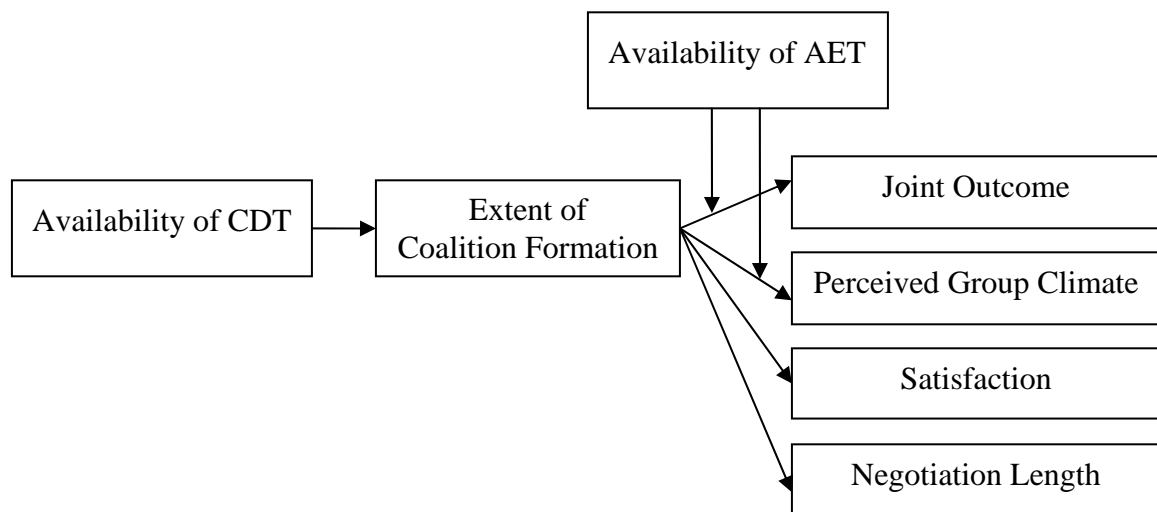 Availability of AET
Availability of CDT
Extent of
Coalition Formation
Joint Outcome
Perceived Group Climate
Satisfaction
Negotiation Length